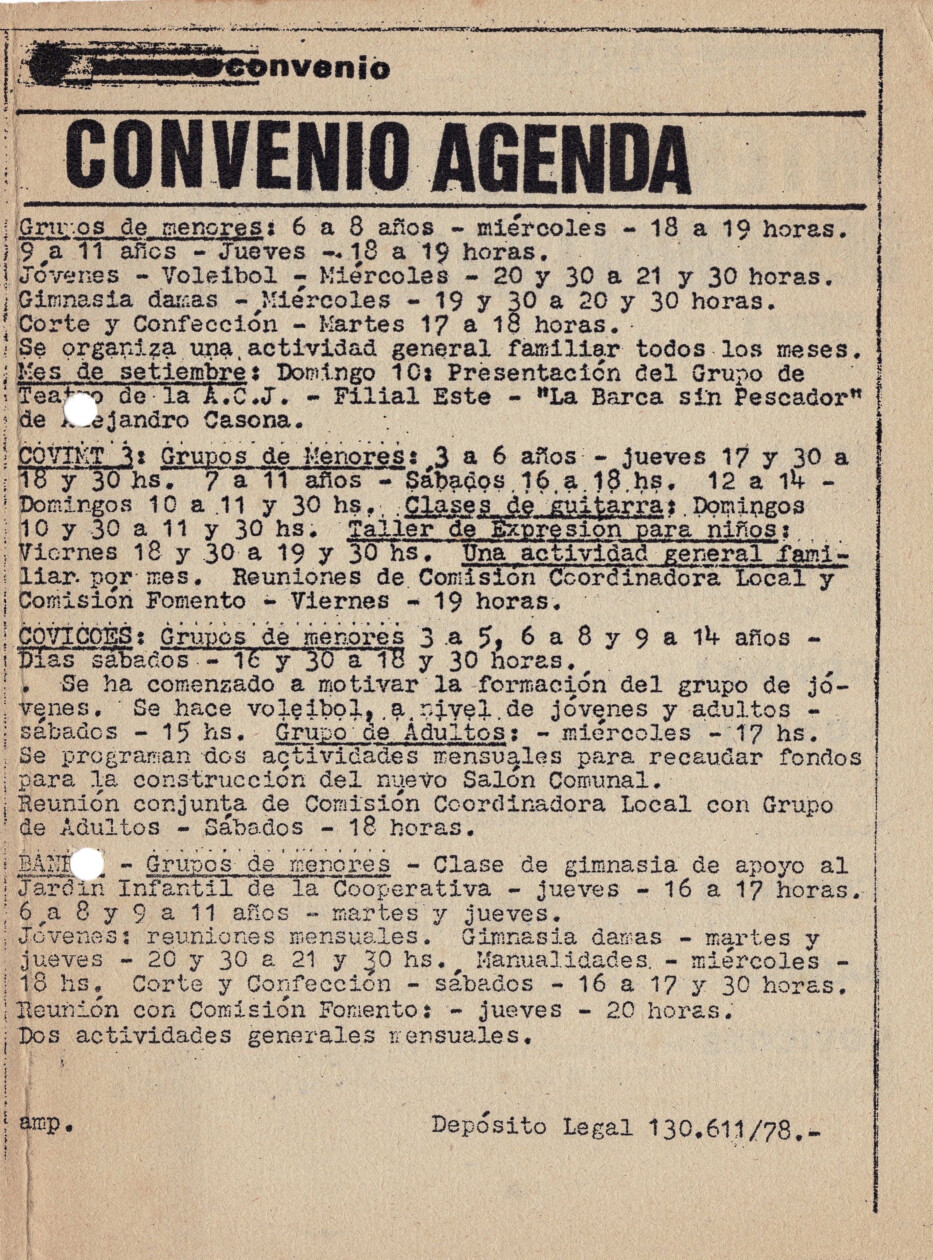 convenio
CONVENIO AGENDA
Grupos de menores: 6 a 8 años - miércoles - 18 a 19 horas.
9 a 11 años - Jueves - 18 a 19 horas.
Jóvenes - Voleibol - Miércoles - 20 y 30 a 21 y 30 horas.
Gimnasia damas - Miércoles - 19 y 30 a 20 y 30 horas.
Corte y Confección - Martes 17 a 18 horas.
Se organiza una actividad general familiar todos los meses.
Mes de setiembre: Domingo 10: Presentación del Grupo de
Teatro de la A.C.J. - Filial Este - "La Barca sin Pescador"
de Alejandro Casona.
COVIMT 3: Grupos de Menores: 3 a 6 años - jueves 17 y 30 a
18 y 30 hs. 7 a 11 años - Sábados 16 a 18 hs. 12 a 14 -
Domingos 10 a 11 y 30 hs. Clases de guitarra: Domingos
10 y 30 a 11 y 30 hs. Taller de Expresión para niños:
Viernes 18 y 30 a 19 y 30 hs. Una actividad general fami-
liar por mes. Reuniones de Comisión Coordinadora Local y
Comisión Fomento - Viernes - 19 horas.
COVICOES: Grupos de menores 3 a 5, 6 a 8 y 9 a 14 años -
Días sábados - 16 y 30 a 18 y 30 horas.
. Se ha comenzado a motivar la formación del grupo de jó-
venes. Se hace voleibol, a nivel de jóvenes y adultos -
sábados - 15 hs. Grupo de Adultos: - miércoles - 17 hs.
Se programan dos actividades mensuales para recaudar fondos
para la construcción del nuevo Salón Comunal.
Reunión conjunta de Comisión Coordinadora Local con Grupo
de Adultos - Sábados - 18 horas.
- Grupos de menores - Clase de gimnasia de apoyo al
Jardín Infantil de la Cooperativa - jueves - 16 a 17 horas.
6 a 8 y 9 a 11 años - martes y jueves.
Jóvenes: reuniones mensuales. Gimnasia damas - martes y
jueves - 20 y 30 a 21 y 30 hs. Manualidades - miércoles -
18 hs. Corte y Confección - sábados - 16 a 17 y 30 horas.
Reunión con Comisión Fomento: - jueves - 20 horas.
Dos actividades generales mensuales.
amp.
Depósito Legal 130.611/78.-